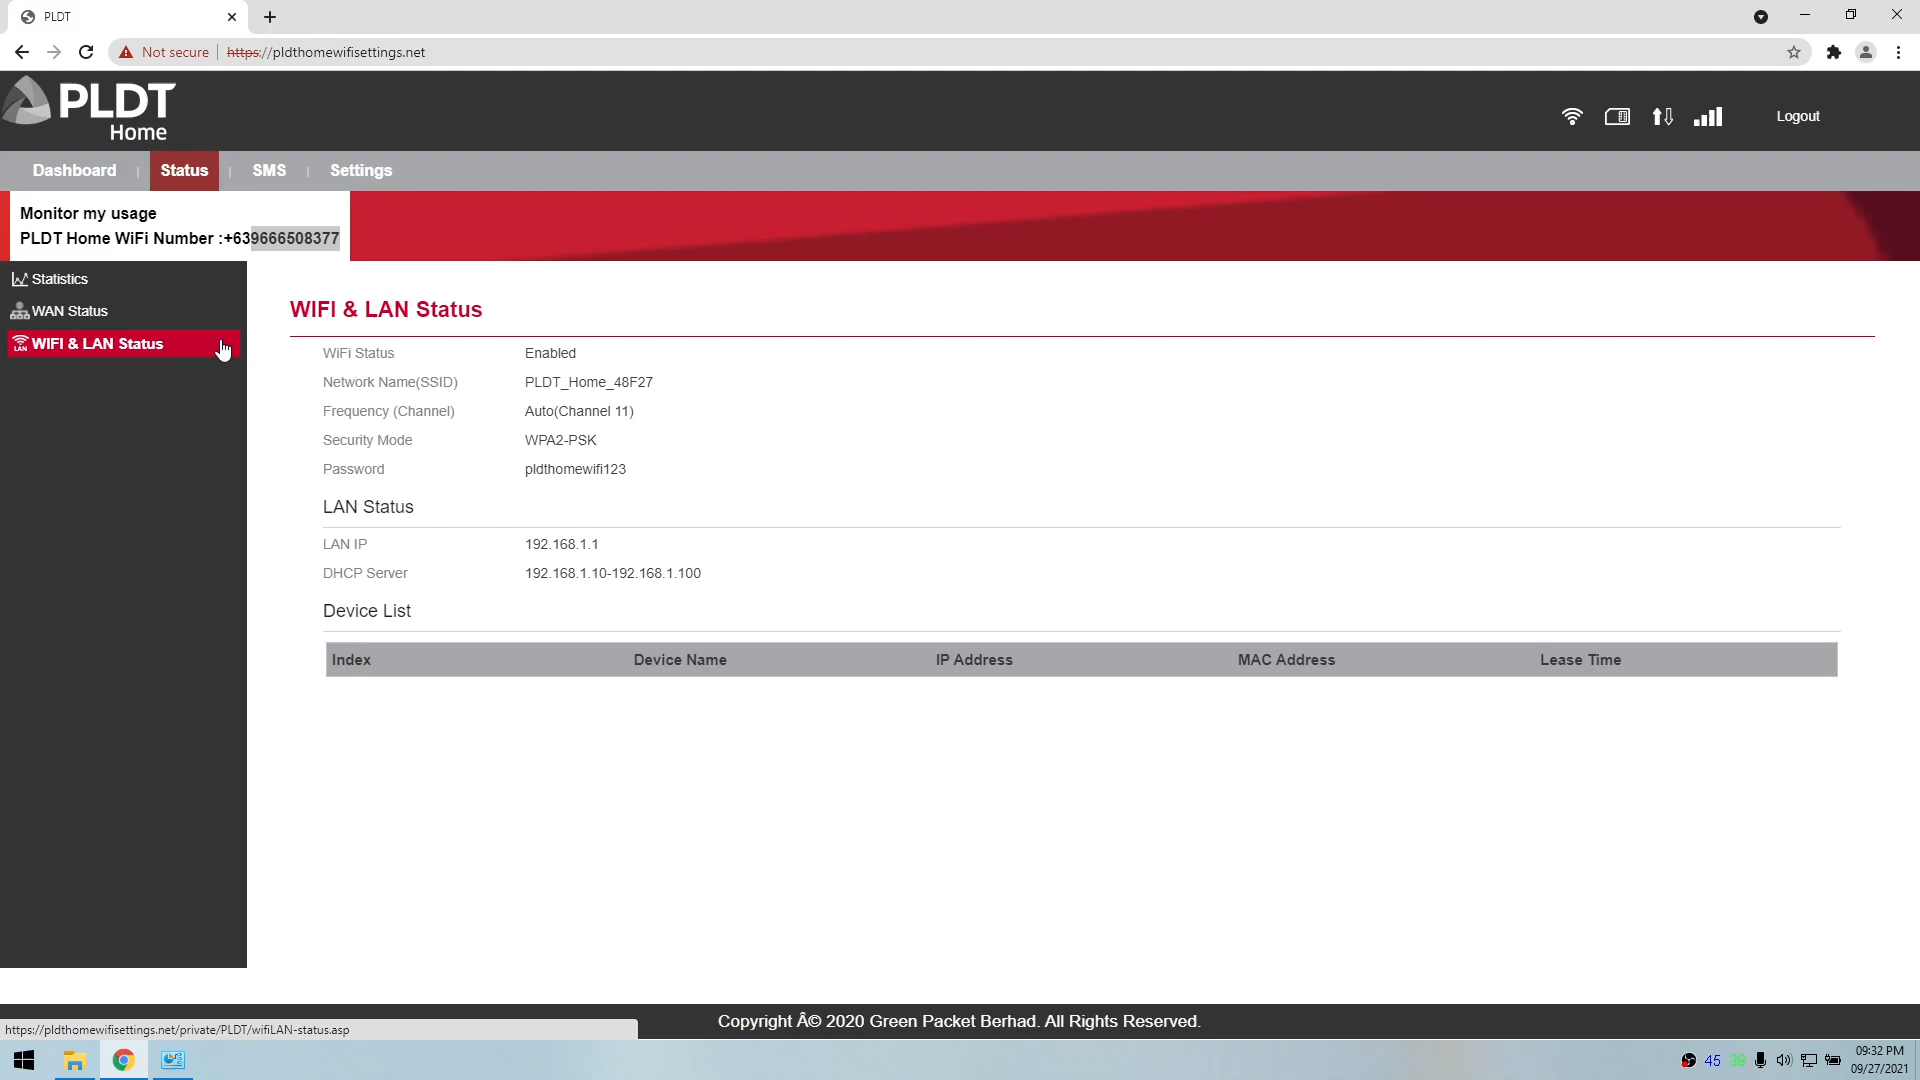 PLDT
Not secure
https://pldthomewifisettings.net
PLDT
Home
Logout
Dashboard | Status | SMS | Settings
Monitor my usage
PLDT Home WiFi Number :+639666508377
Statistics
WAN Status
LAN
WIFI & LAN Status
WIFI & LAN Status
WiFi Status Enabled
Network Name(SSID) PLDT_Home_48F27
Frequency (Channel) Auto(Channel 11)
Security Mode WPA2-PSK
Password pldthomewifi123
LAN Status
LAN IP 192.168.1.1
DHCP Server 192.168.1.10-192.168.1.100
Device List
Index Device Name IP Address MAC Address Lease Time
Copyright Â© 2020 Green Packet Berhad. All Rights Reserved.
https://pldthomewifisettings.net/private/PLDT/wifiLAN-status.asp
45 39 09:32 PM
09/27/2021